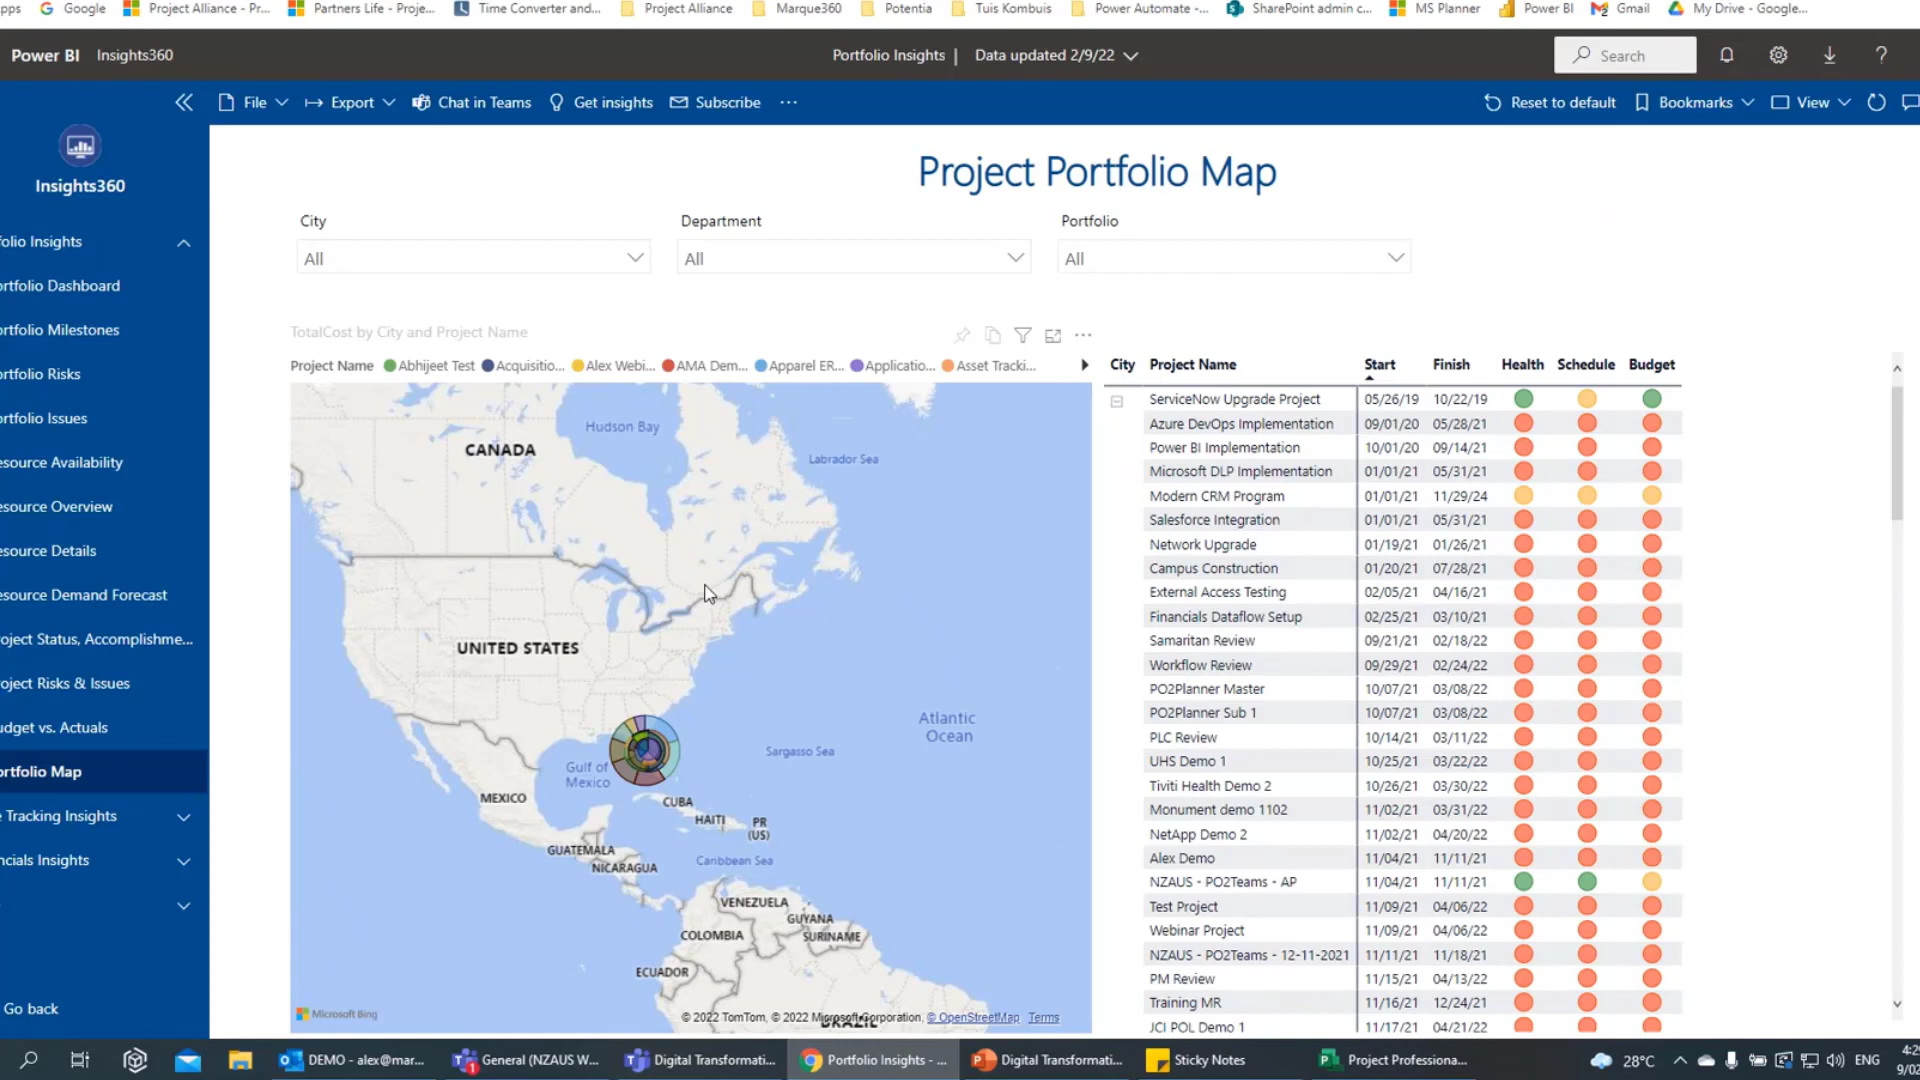 pps Google Project Alliance - Pr... Partners Life - Proje... Time Converter and... Project Alliance Marque360 Potentia Tuis Kombuis Power Automate -... SharePoint admin c... MS Planner Power BI Gmail My Drive - Google...
Power BI Insights360 Portfolio Insights | Data updated 2/9/22 Search
File Export Chat in Teams Get insights Subscribe ... Reset to default Bookmarks View
Insights360
folio Insights
ortfolio Dashboard
ortfolio Milestones
ortfolio Risks
ortfolio Issues
esource Availability
esource Overview
esource Details
esource Demand Forecast
roject Status, Accomplishme...
roject Risks & Issues
udget vs. Actuals
ortfolio Map
e Tracking Insights
ncials Insights
Go back
Project Portfolio Map
City Department Portfolio
All All All
TotalCost by City and Project Name
Project Name Abhijeet Test Acquisitio... Alex Webi... AMA Dem... Apparel ER... Applicatio... Asset Tracki...
Hudson Bay
CANADA
Labrador Sea
UNITED STATES
Atlantic
Ocean
Sargasso Sea
Gulf of
Mexico
MEXICO
CUBA
HAITI
PR
(US)
GUATEMALA
NICARAGUA
Caribbean Sea
VENEZUELA
GUYANA
COLOMBIA
SURINAME
ECUADOR
BRAZIL
Microsoft Bing
© 2022 TomTom, © 2022 Microsoft Corporation, © OpenStreetMap Terms
City Project Name Start Finish Health Schedule Budget
ServiceNow Upgrade Project 05/26/19 10/22/19
Azure DevOps Implementation 09/01/20 05/28/21
Power BI Implementation 10/01/20 09/14/21
Microsoft DLP Implementation 01/01/21 05/31/21
Modern CRM Program 01/01/21 11/29/24
Salesforce Integration 01/01/21 05/31/21
Network Upgrade 01/19/21 01/26/21
Campus Construction 01/20/21 07/28/21
External Access Testing 02/05/21 04/16/21
Financials Dataflow Setup 02/25/21 03/10/21
Samaritan Review 09/21/21 02/18/22
Workflow Review 09/29/21 02/24/22
PO2Planner Master 10/07/21 03/08/22
PO2Planner Sub 1 10/07/21 03/08/22
PLC Review 10/14/21 03/11/22
UHS Demo 1 10/25/21 03/22/22
Tiviti Health Demo 2 10/26/21 03/30/22
Monument demo 1102 11/02/21 03/31/22
NetApp Demo 2 11/02/21 04/20/22
Alex Demo 11/04/21 11/11/21
NZAUS - PO2Teams - AP 11/04/21 11/11/21
Test Project 11/09/21 04/06/22
Webinar Project 11/09/21 04/06/22
NZAUS - PO2Teams - 12-11-2021 11/11/21 11/18/21
PM Review 11/15/21 04/13/22
Training MR 11/16/21 12/24/21
JCI POL Demo 1 11/17/21 04/21/22
DEMO - alex@mar... General (NZAUS W... Digital Transformati... Portfolio Insights - ... Digital Transformati... Sticky Notes Project Professiona... 28°C ENG
4:2
9/02